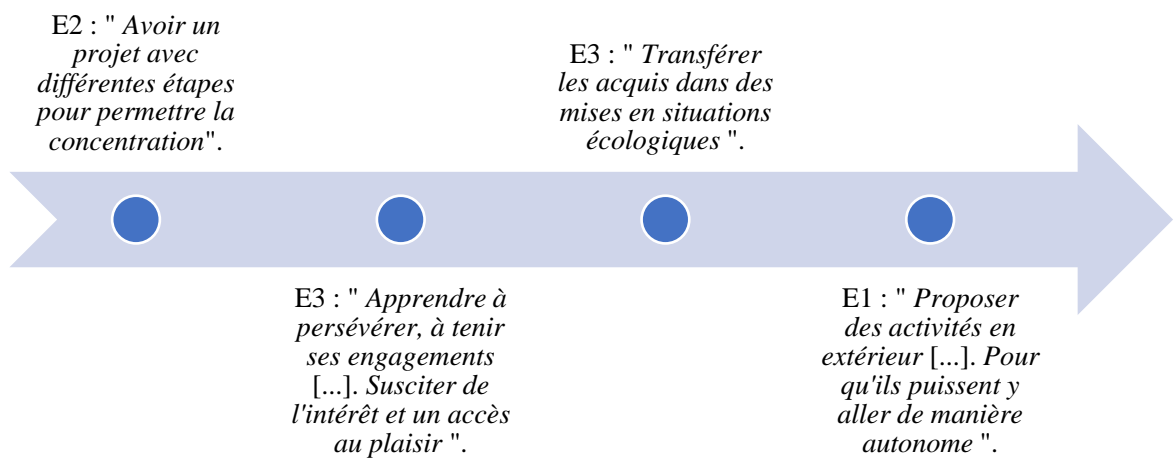 E2 : " Avoir un
projet avec
différentes étapes
pour permettre la
concentration".
E3 : " Apprendre à
persévérer, à tenir
ses engagements
[...]. Susciter de
l'intérêt et un accès
au plaisir ".
E3 : " Transférer
les acquis dans des
mises en situations
écologiques ".
E1 : " Proposer
des activités en
extérieur [...]. Pour
qu'ils puissent y
aller de manière
autonome ".